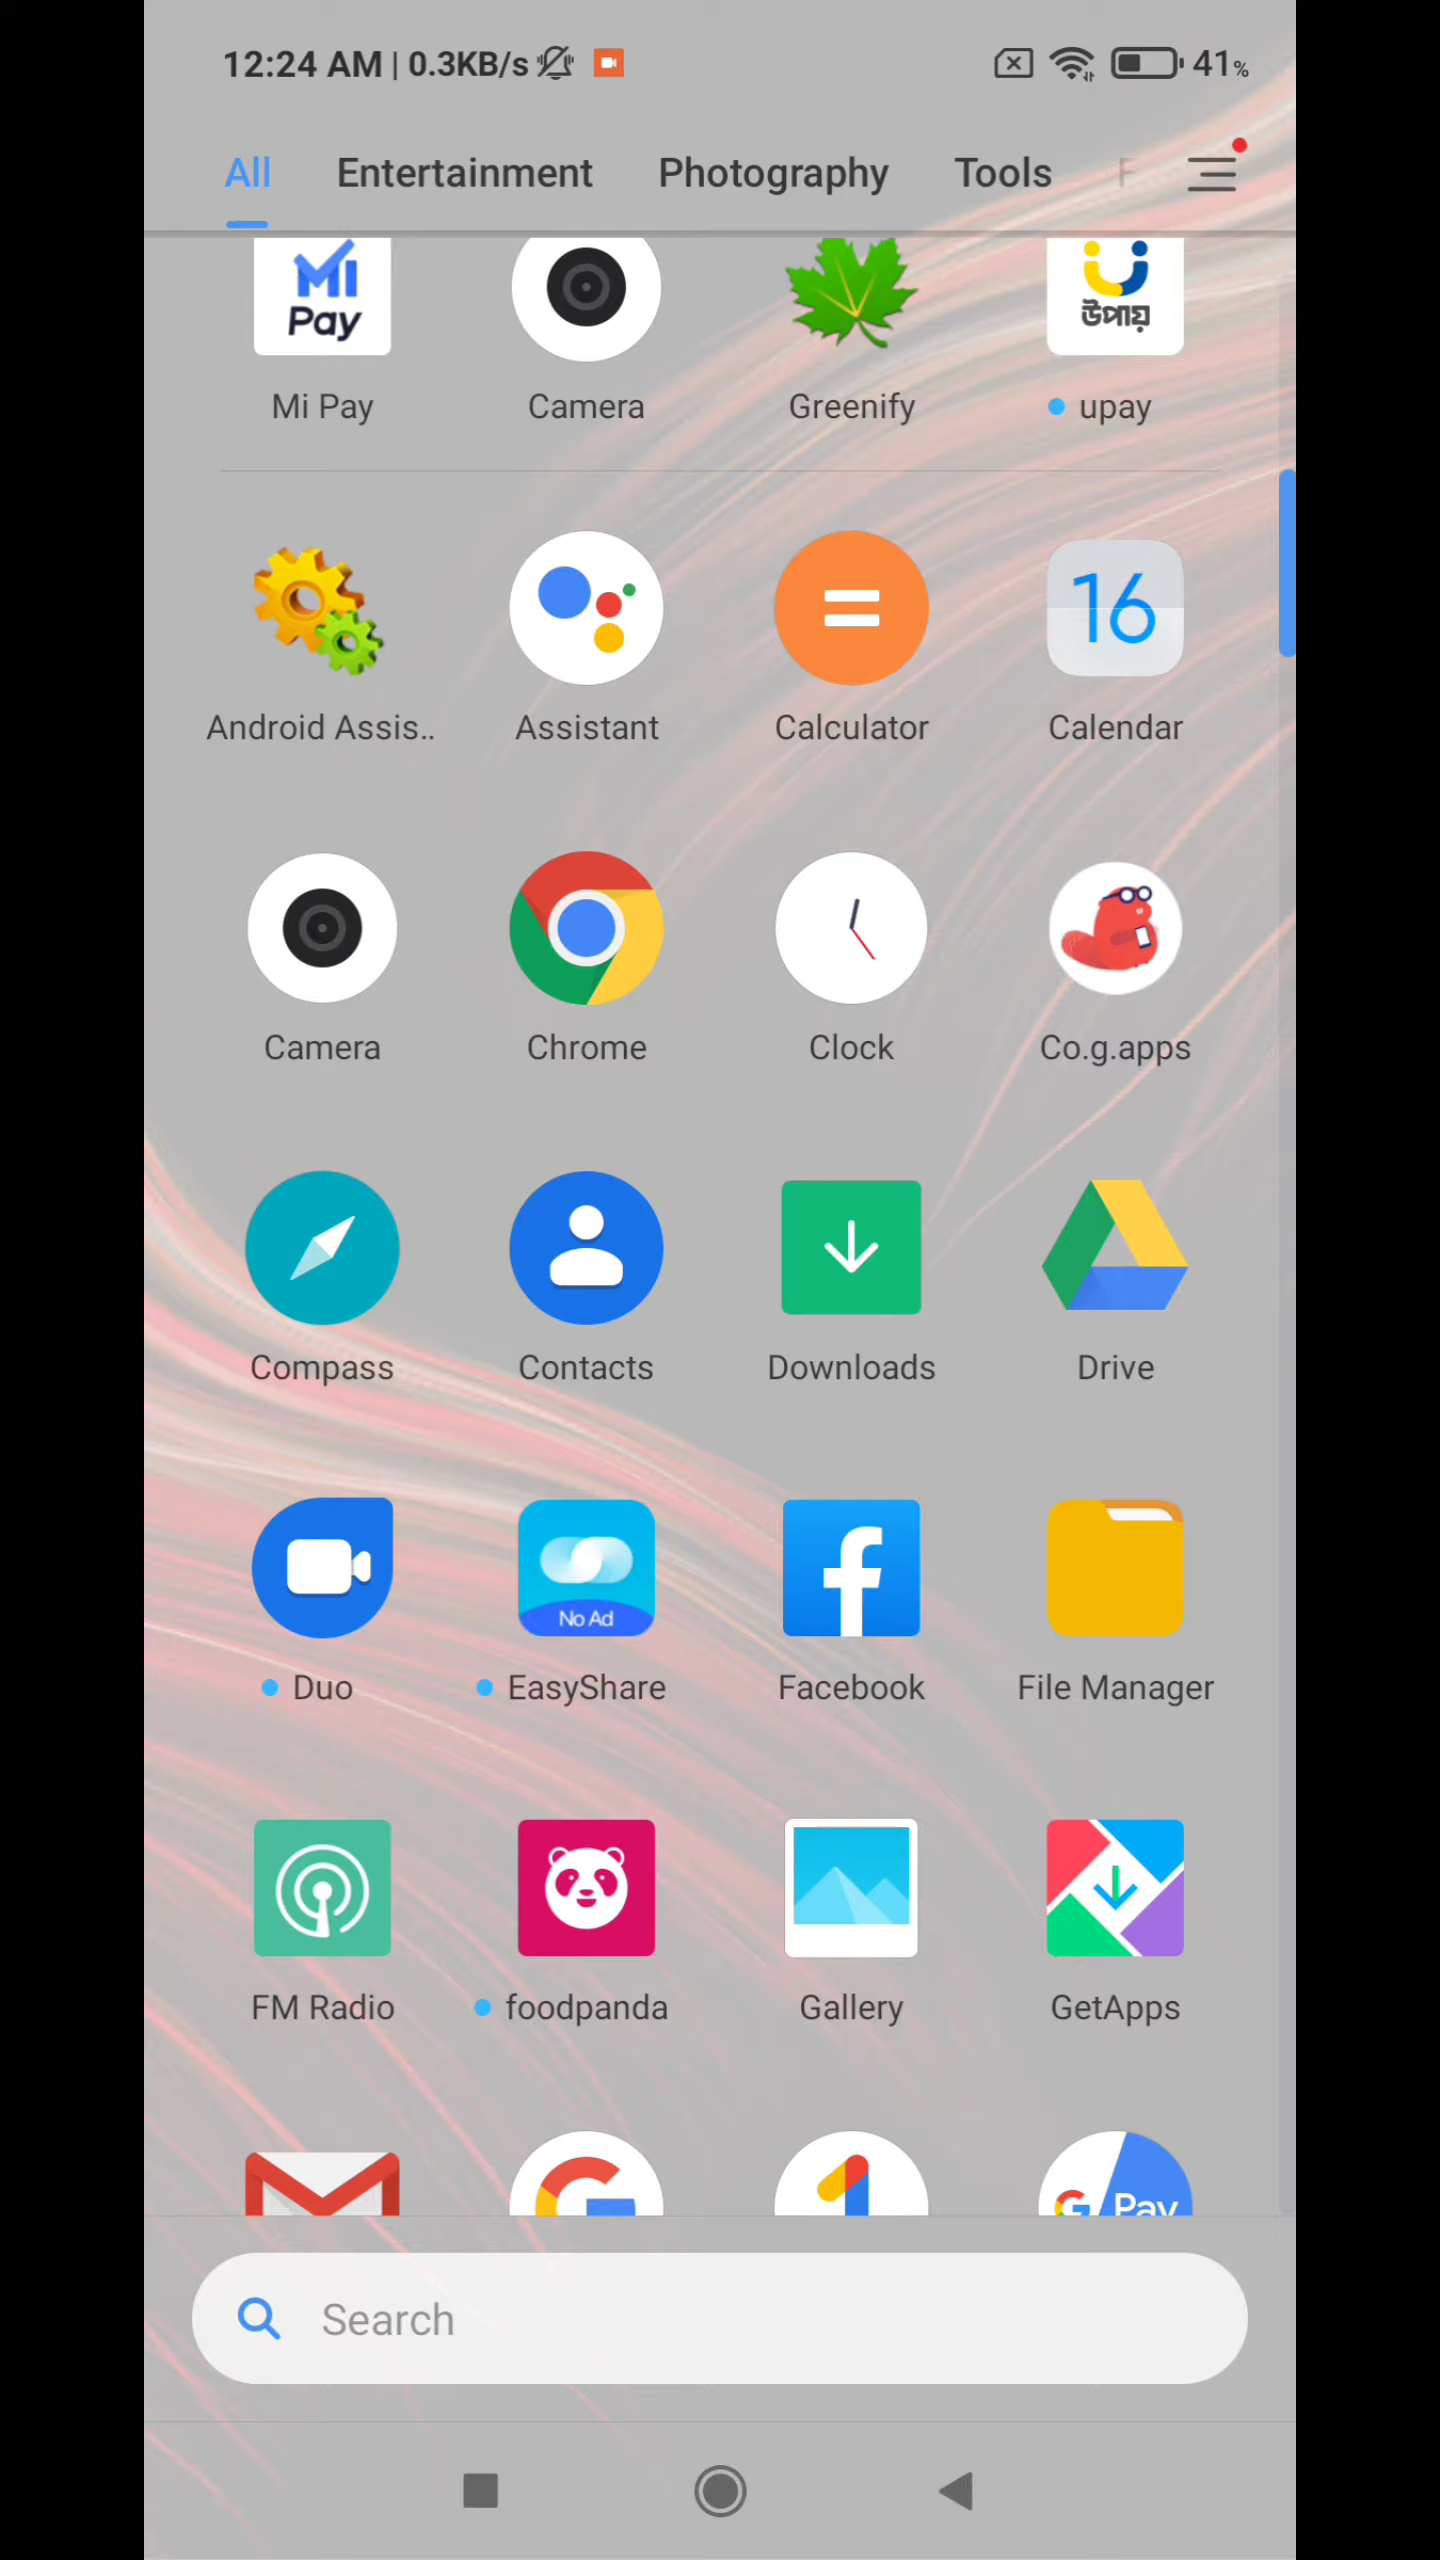 12:24 AM | 0.3KB/s 41%
All Entertainment Photography Tools F
Mi Pay উপায়
Mi Pay Camera Greenify upay
16
Android Assis.. Assistant Calculator Calendar
Camera Chrome Clock Co.g.apps
Compass Contacts Downloads Drive
No Ad
Duo EasyShare Facebook File Manager
FM Radio foodpanda Gallery GetApps
G Pay
Search